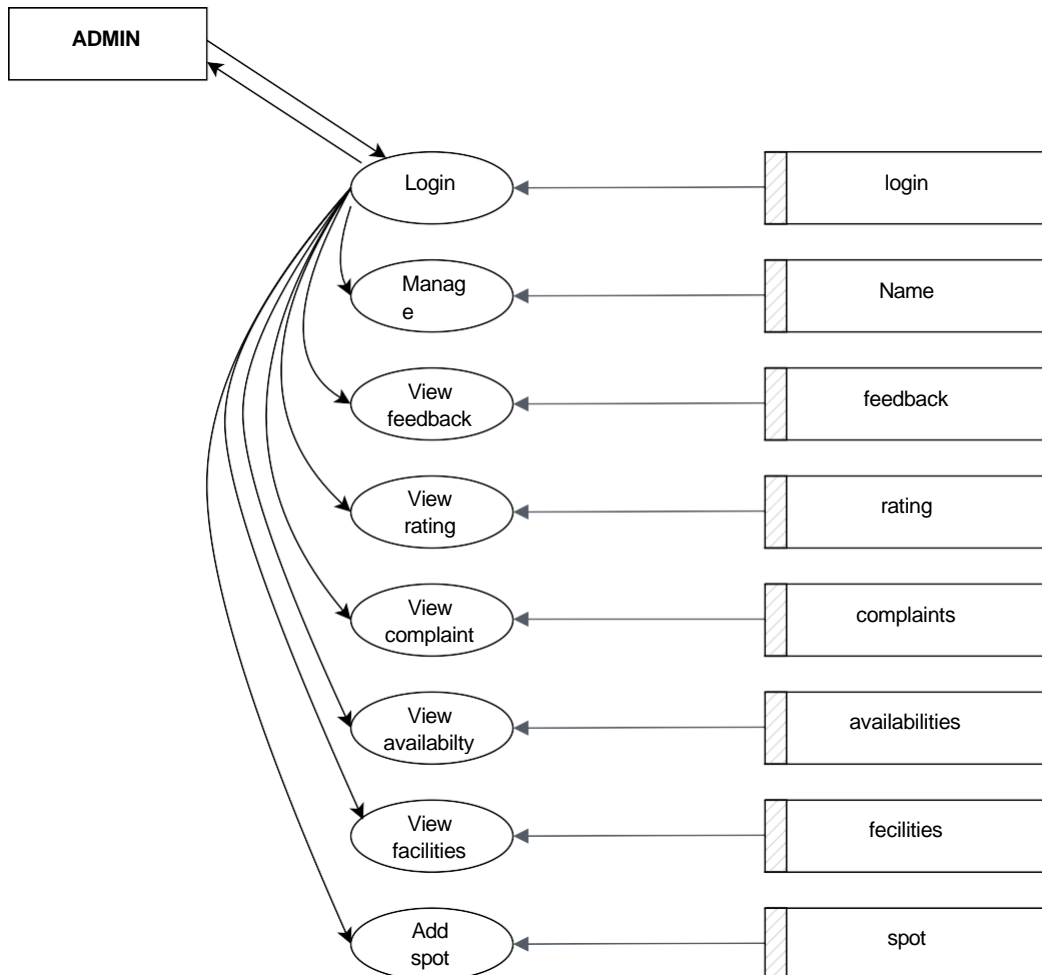 ADMIN
Login
login
Manag
e
Name
View
feedback
feedback
View
rating
rating
View
complaint
complaints
View
availabilty
availabilities
View
facilities
fecilities
Add
spot
spot